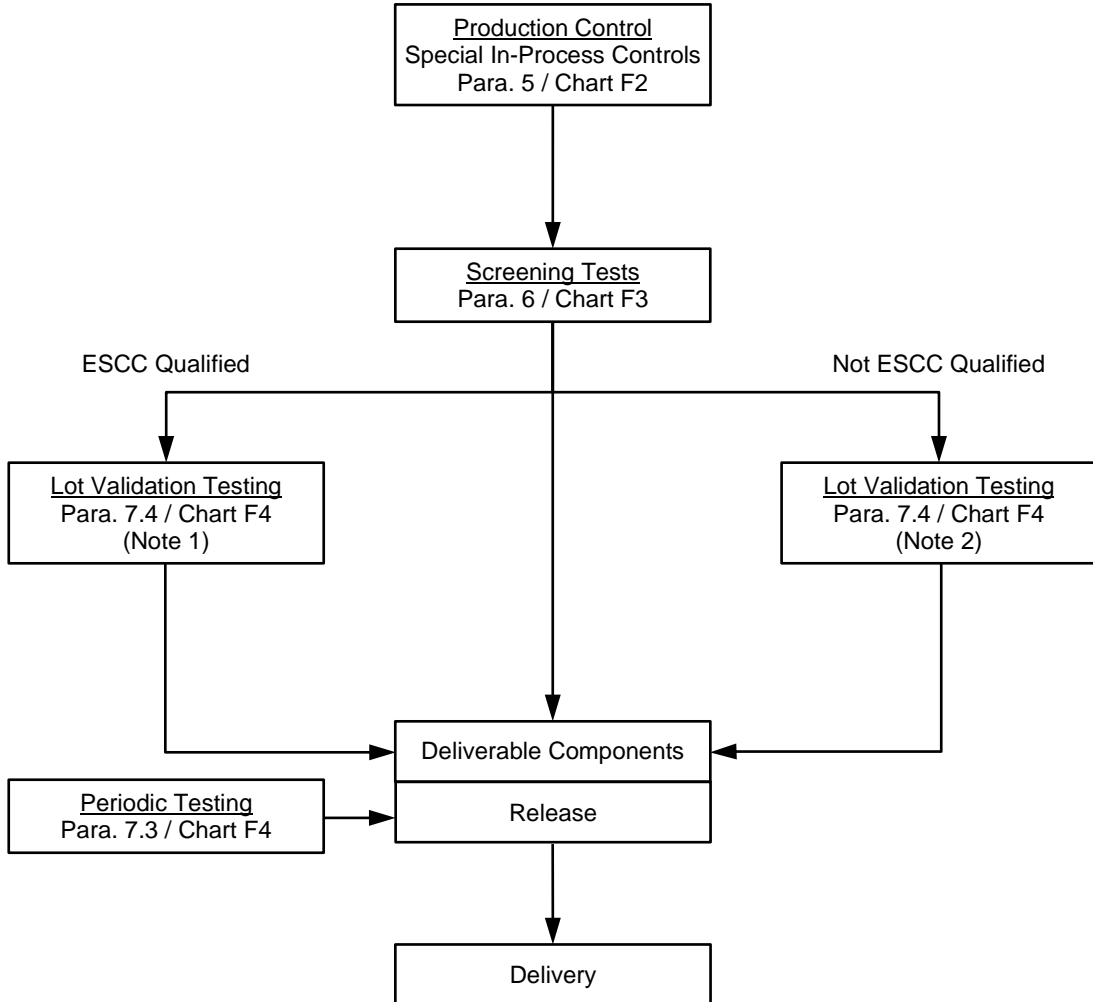 Production Control
Special In-Process Controls
Para. 5 / Chart F2
Screening Tests
Para. 6 / Chart F3
ESCC Qualified
Not ESCC Qualified
Lot Validation Testing
Para. 7.4 / Chart F4
(Note 1)
Lot Validation Testing
Para. 7.4 / Chart F4
(Note 2)
Deliverable Components
Periodic Testing
Para. 7.3 / Chart F4
Release
Delivery